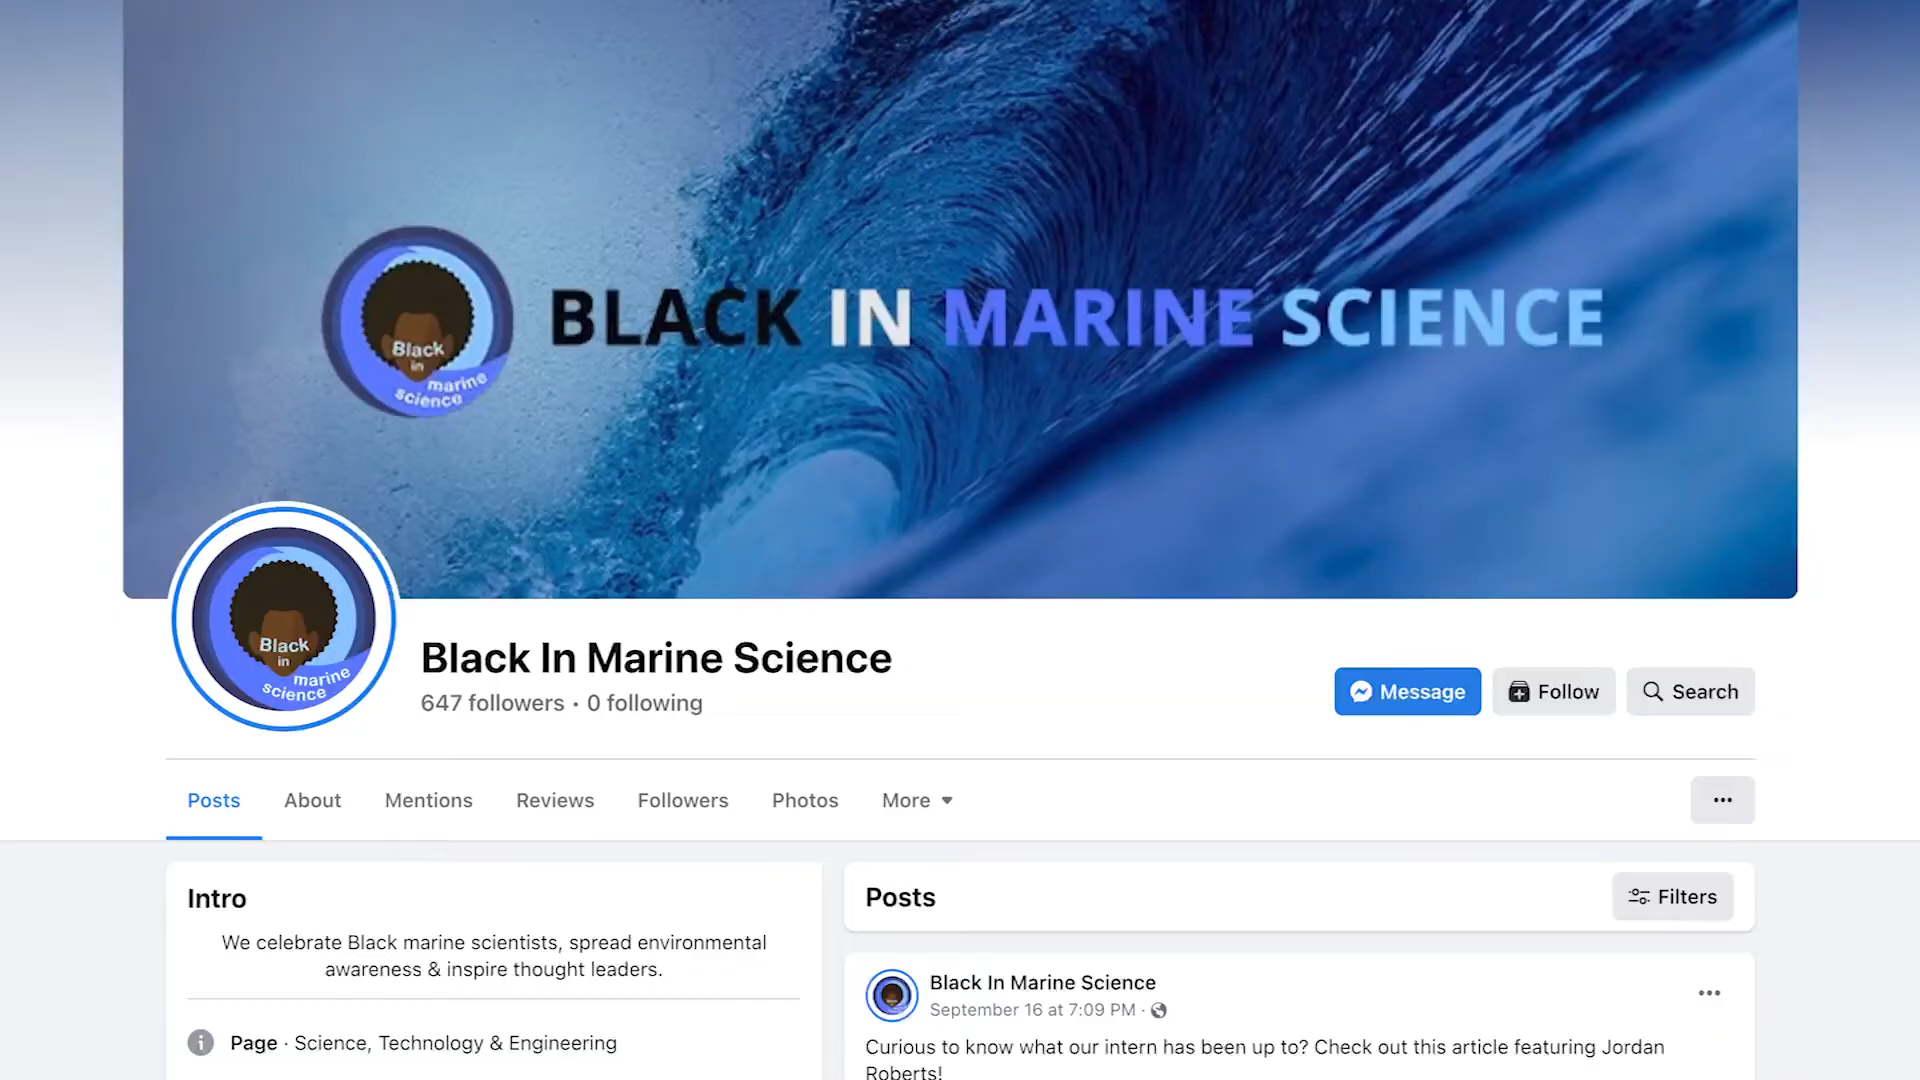 BLACK IN MARINE SCIENCE
Black
in
marine
science
Black
in
marine
science
Black In Marine Science
647 followers • 0 following
Message
Follow
Search
Posts
About
Mentions
Reviews
Followers
Photos
More
Intro
We celebrate Black marine scientists, spread environmental
awareness & inspire thought leaders.
Page · Science, Technology & Engineering
Posts
Filters
Black In Marine Science
September 16 at 7:09 PM ·
Curious to know what our intern has been up to? Check out this article featuring Jordan
Roberts!